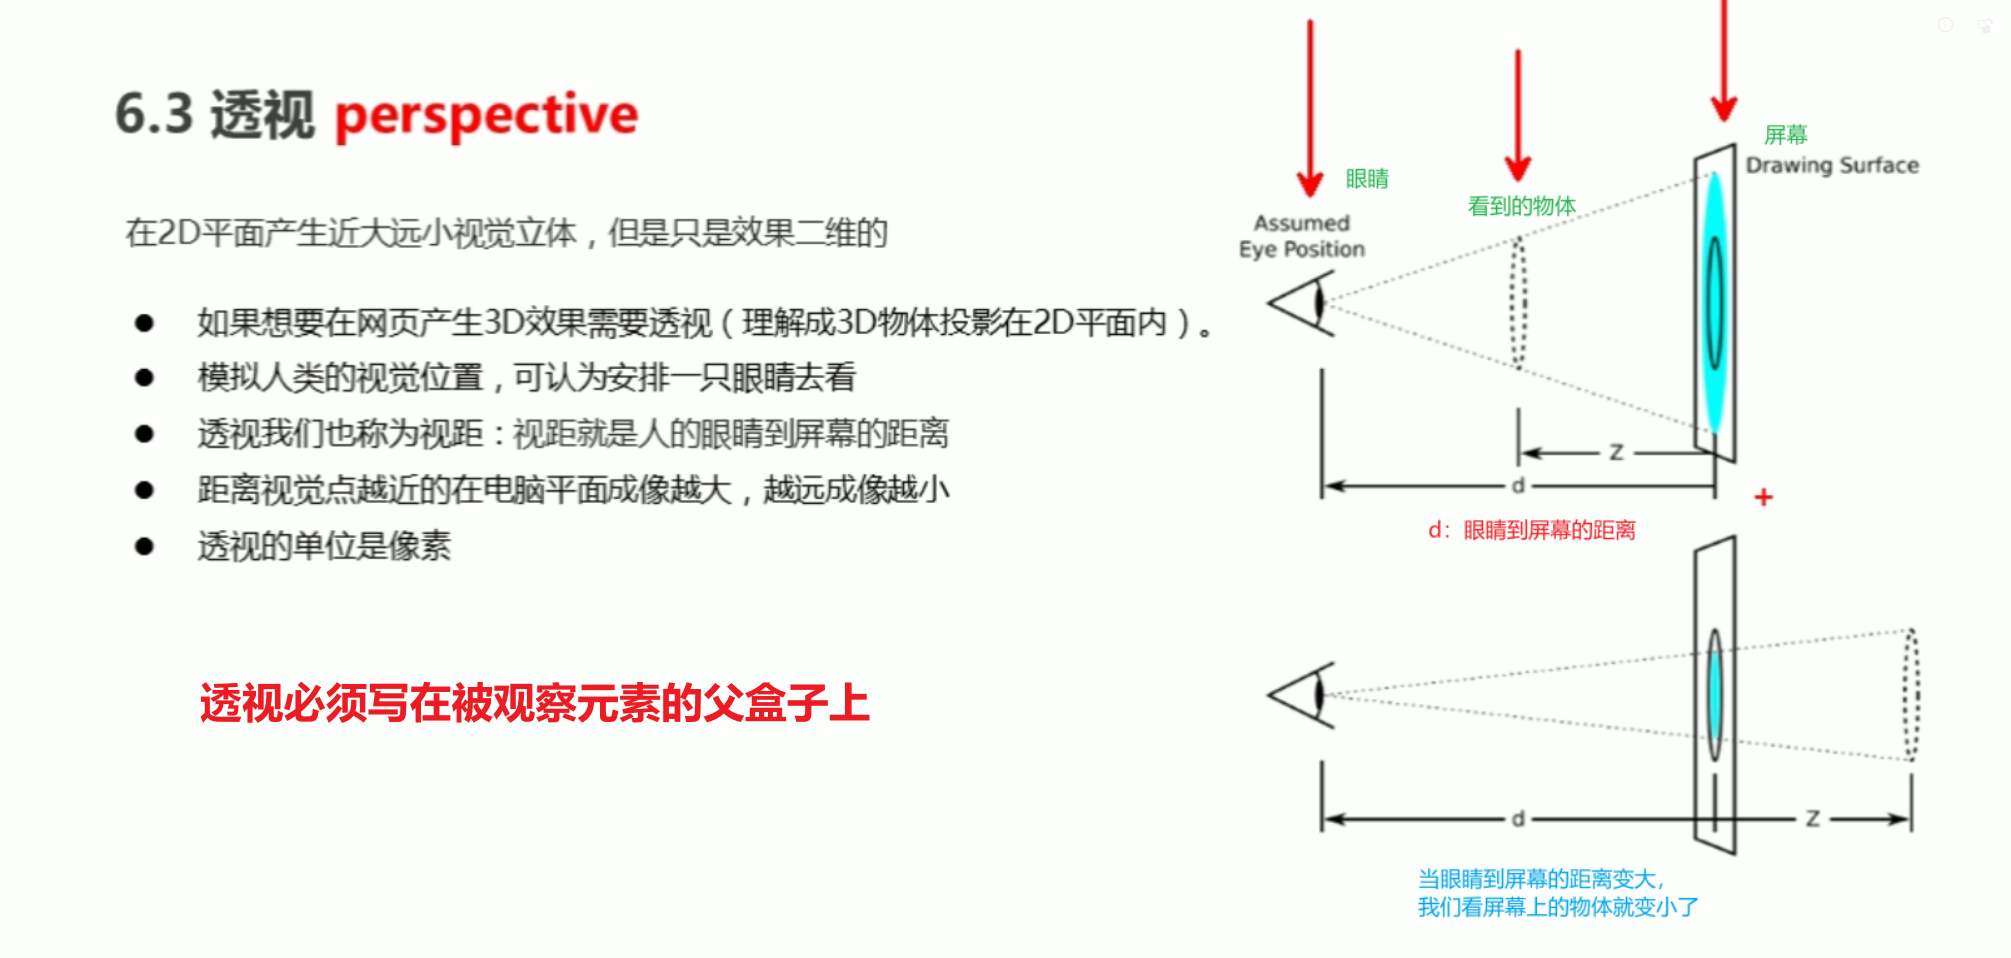 6.3 透视 perspective
在2D平面产生近大远小视觉立体，但是只是效果二维的
● 如果想要在网页产生3D效果需要透视（理解成3D物体投影在2D平面内）。
● 模拟人类的视觉位置，可认为安排一只眼睛去看
● 透视我们也称为视距：视距就是人的眼睛到屏幕的距离
● 距离视觉点越近的在电脑平面成像越大，越远成像越小
● 透视的单位是像素
透视必须写在被观察元素的父盒子上
屏幕
Drawing Surface
眼睛
看到的物体
Assumed
Eye Position
Z
d
+
d：眼睛到屏幕的距离
d
Z
当眼睛到屏幕的距离变大，
我们看屏幕上的物体就变小了